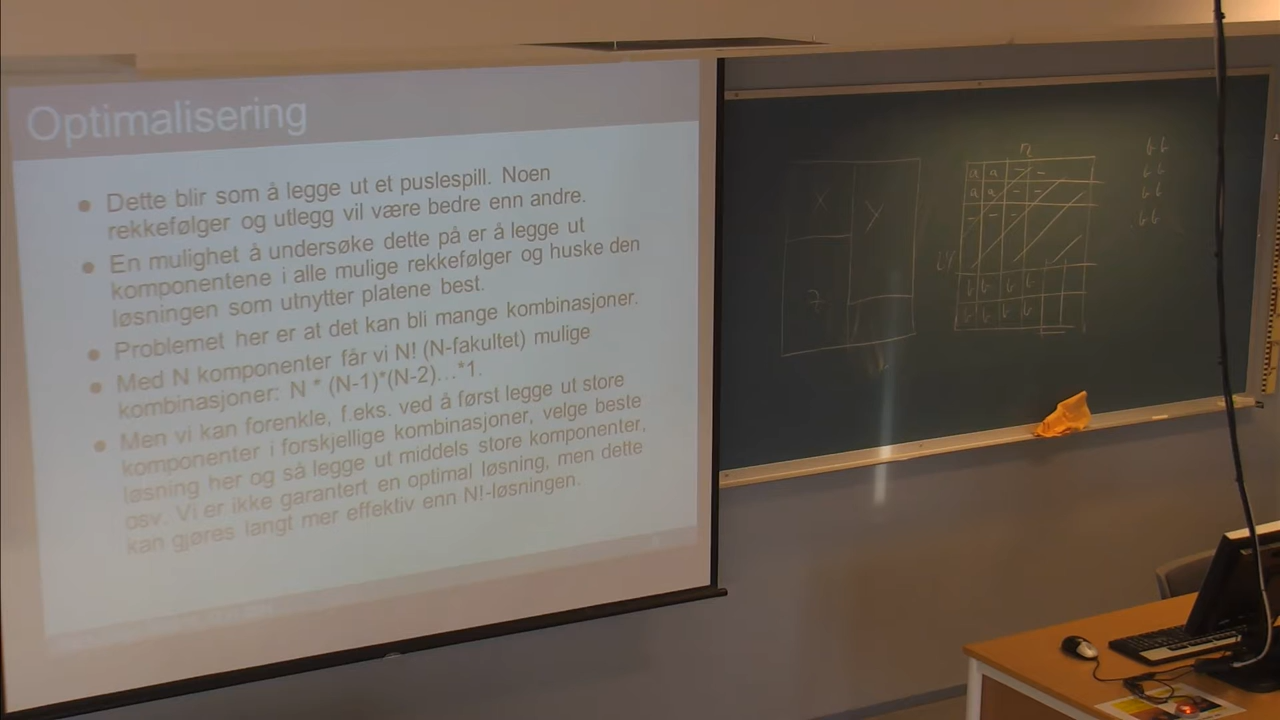 Optimalisering
● Dette blir som å legge ut et puslespill. Noen
rekkefølger og utlegg vil være bedre enn andre.
● En mulighet å undersøke dette på er å legge ut
komponentene i alle mulige rekkefølger og huske den
løsningen som utnytter platene best.
● Problemet her er at det kan bli mange kombinasjoner.
● Med N komponenter får vi N! (N-fakultet) mulige
kombinasjoner: N * (N-1)*(N-2)...*1.
● Men vi kan forenkle, f.eks. ved å først legge ut store
komponenter i forskjellige kombinasjoner, velge beste
løsning her og så legge ut middels store komponenter,
osv. Vi er ikke garantert en optimal løsning, men dette
kan gjøres langt mer effektiv enn N!-løsningen.
X
y
z
n
a a - -
a a - -
- - -
b b b b
b b b b
b b
b b
b b
b b